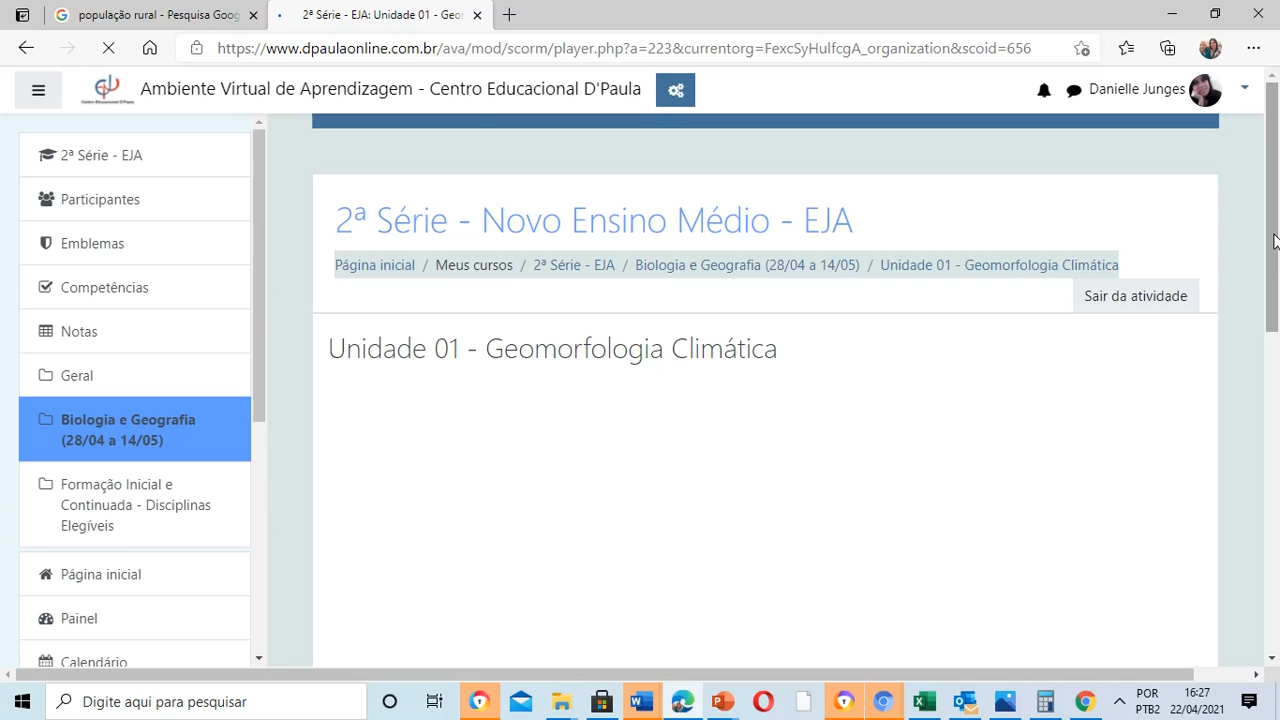 população rural - Pesquisa Goog
2ª Série - EJA: Unidade 01 - Geor
https://www.dpaulaonline.com.br/ava/mod/scorm/player.php?a=223&currentorg=FexcSyHulfcgA_organization&scoid=656
Ambiente Virtual de Aprendizagem - Centro Educacional D'Paula
Danielle Junges
Centro Educacional D'Paula
2ª Série - EJA
Participantes
Emblemas
Competências
Notas
Geral
Biologia e Geografia
(28/04 a 14/05)
Formação Inicial e
Continuada - Disciplinas
Elegíveis
Página inicial
Painel
Calendário
2ª Série - Novo Ensino Médio - EJA
Página inicial / Meus cursos / 2ª Série - EJA / Biologia e Geografia (28/04 a 14/05) / Unidade 01 - Geomorfologia Climática
Sair da atividade
Unidade 01 - Geomorfologia Climática
Digite aqui para pesquisar
POR
PTB2
16:27
22/04/2021